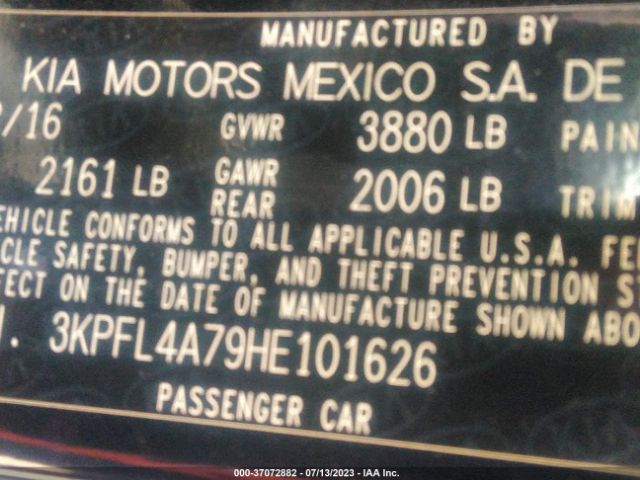 MANUFACTURED BY
KIA MOTORS MEXICO S.A. DE
/16 GVWR 3880 LB PAIN
2161 LB GAWR REAR 2006 LB TRIM
EHICLE CONFORMS TO ALL APPLICABLE U.S.A. FE
CLE SAFETY, BUMPER, AND THEFT PREVENTION S
FECT ON THE DATE OF MANUFACTURE SHOWN ABO
. 3KPFL4A79HE101626
PASSENGER CAR
000-37072882 - 07/13/2023 - IAA Inc.